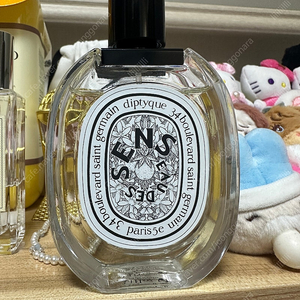 34 boulevard saint germain diptyque 34 boulevard saint germain
paris5e
EAU DES
SENS